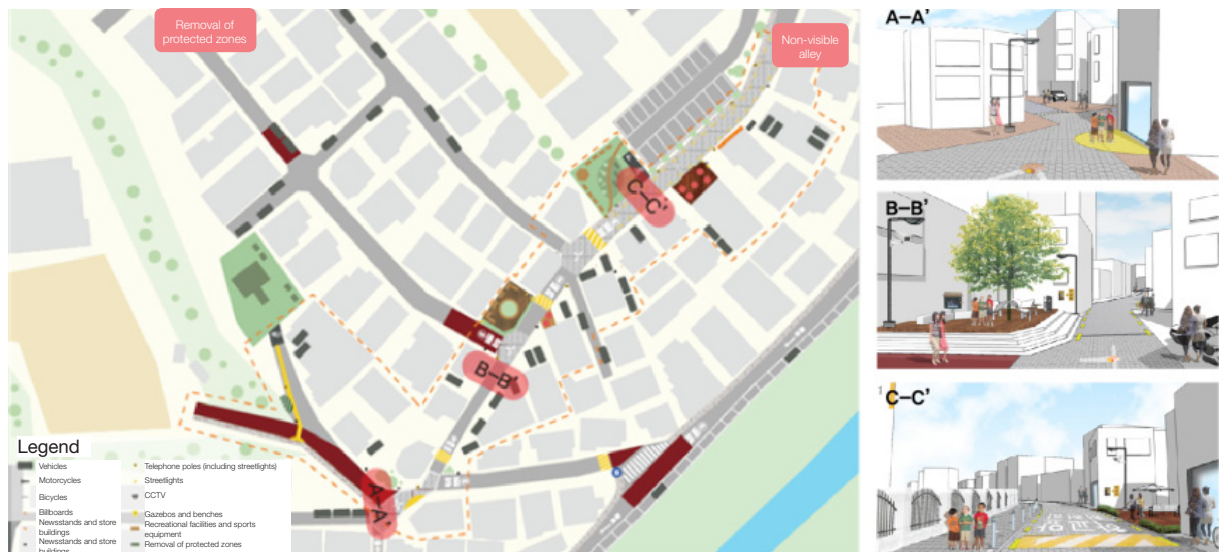 Removal of
protected zones
Non-visible
alley
C–C'
B–B'
A–A'
Legend
Vehicles
Motorcycles
Bicycles
Billboards
Newsstands and store
buildings
Newsstands and store
buildings
Telephone poles (including streetlights)
Streetlights
CCTV
Gazebos and benches
Recreational facilities and sports
equipment
Removal of protected zones
A–A'
B–B'
C–C'